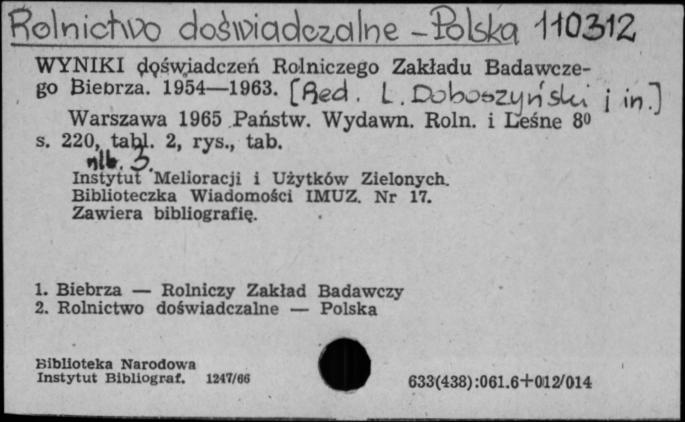 Rolnictwo doświadczalne - Polska 110312
WYNIKI doświadczeń Rolniczego Zakładu Badawcze-
go Biebrza. 1954—1963. [Red. L. Doboszyński i in.]
Warszawa 1965 Państw. Wydawn. Roln. i Leśne 8⁰
s. 220, tabl. 2, rys., tab.
nlb. 3.
Instytut Melioracji i Użytków Zielonych.
Biblioteczka Wiadomości IMUZ. Nr 17.
Zawiera bibliografię.
1. Biebrza — Rolniczy Zakład Badawczy
2. Rolnictwo doświadczalne — Polska
Biblioteka Narodowa
Instytut Bibliograf. 1247/66
633(438):061.6+012/014